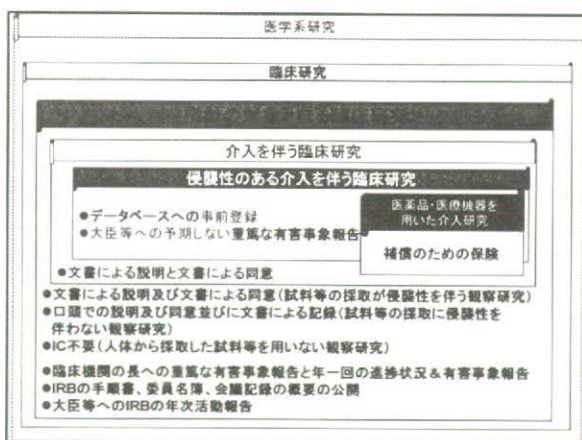 医学系研究
臨床研究
介入を伴う臨床研究
侵襲性のある介入を伴う臨床研究
●データベースへの事前登録
●大臣等への予期しない重篤な有害事象報告
医薬品・医療機器を
用いた介入研究
補償のための保険
●文書による説明と文書による同意
●文書による説明及び文書による同意(試料等の採取が侵襲性を伴う観察研究)
●口頭での説明及び同意並びに文書による記録(試料等の採取に侵襲性を
伴わない観察研究)
●IC不要(人体から採取した試料等を用いない観察研究)
●臨床機関の長への重篤な有害事象報告と年一回の進捗状況&有害事象報告
●IRBの手順書、委員名簿、会議記録の概要の公開
●大臣等へのIRBの年次活動報告